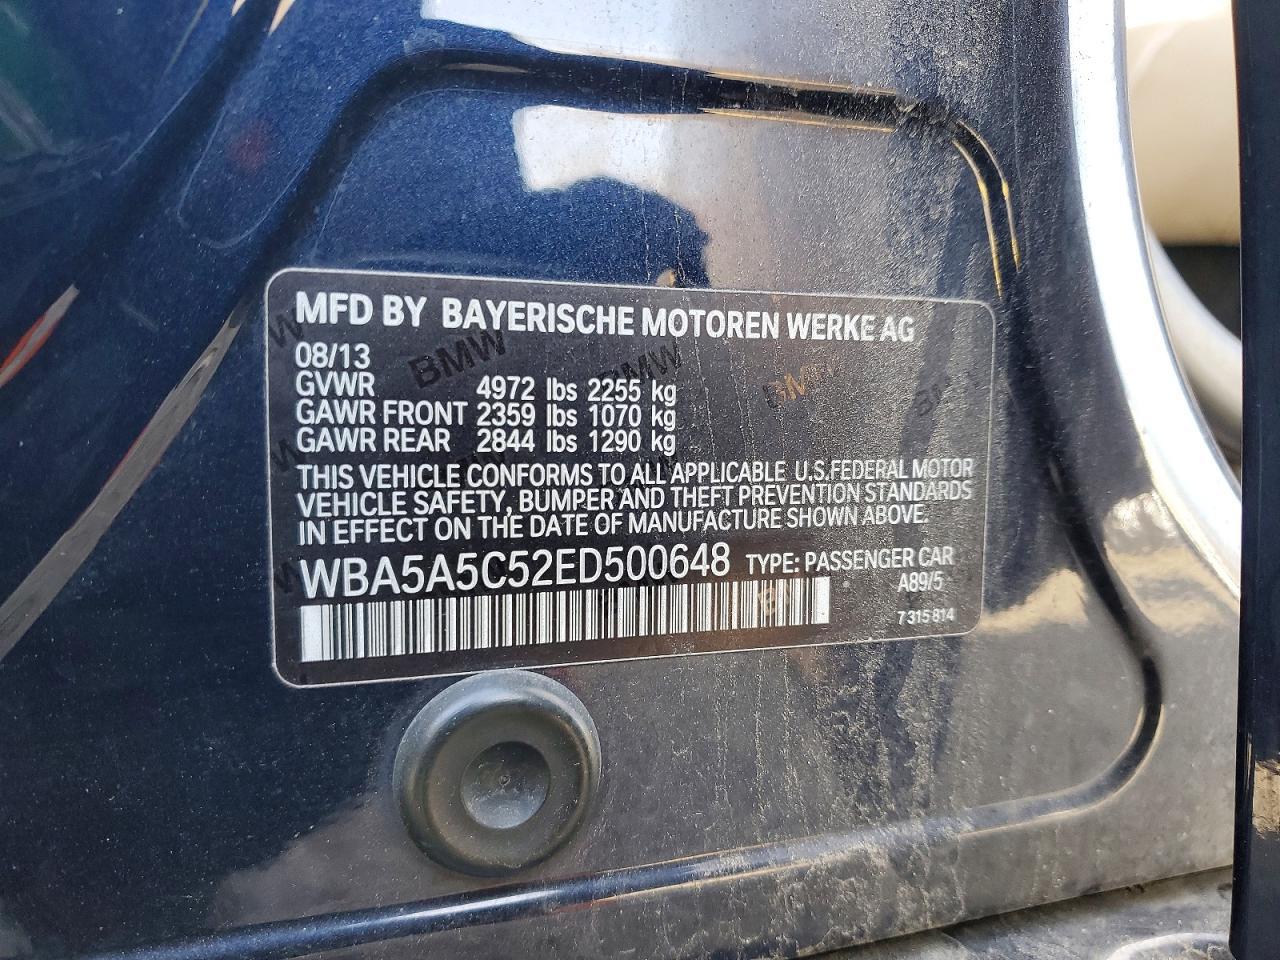 MFD BY BAYERISCHE MOTOREN WERKE AG
08/13
GVWR 4972 lbs 2255 kg
GAWR FRONT 2359 lbs 1070 kg
GAWR REAR 2844 lbs 1290 kg
THIS VEHICLE CONFORMS TO ALL APPLICABLE U.S.FEDERAL MOTOR
VEHICLE SAFETY, BUMPER AND THEFT PREVENTION STANDARDS
IN EFFECT ON THE DATE OF MANUFACTURE SHOWN ABOVE.
WBA5A5C52ED500648 TYPE: PASSENGER CAR
A89/5
7 315 814
BMW
BMW
BMW